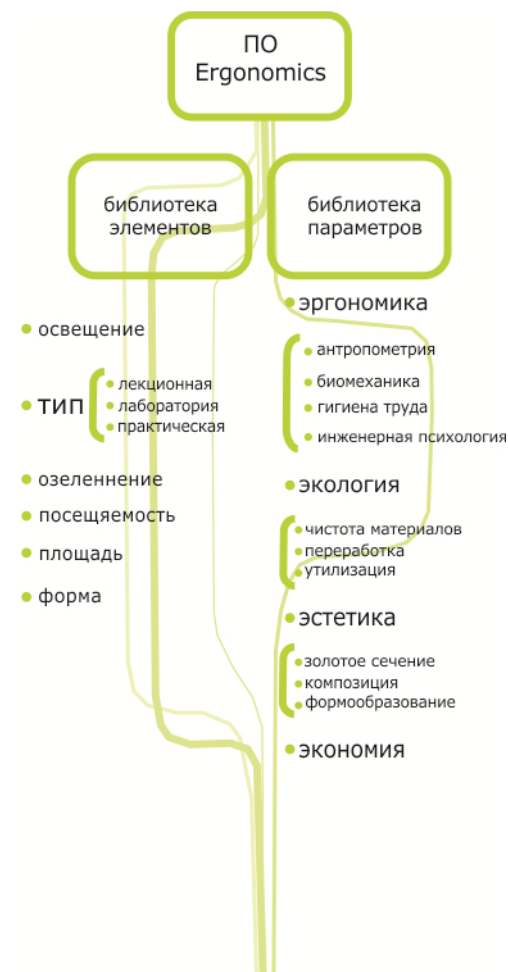 ПО
Ergonomics
библиотека
элементов
освещение
тип
лекционная
лаборатория
практическая
озеленнение
посещяемость
площадь
форма
библиотека
параметров
эргономика
антропометрия
биомеханика
гигиена труда
инженерная психология
экология
чистота материалов
переработка
утилизация
эстетика
золотое сечение
композиция
формообразование
экономия